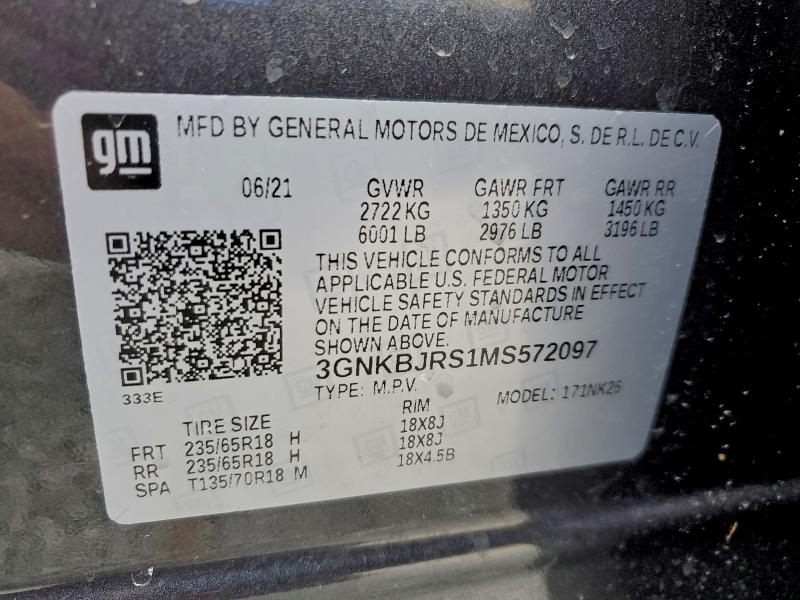 gm
MFD BY GENERAL MOTORS DE MEXICO, S. DE R.L. DE C.V.
06/21 GVWR GAWR FRT GAWR RR
2722 KG 1350 KG 1450 KG
6001 LB 2976 LB 3196 LB
THIS VEHICLE CONFORMS TO ALL
APPLICABLE U.S. FEDERAL MOTOR
VEHICLE SAFETY STANDARDS IN EFFECT
ON THE DATE OF MANUFACTURE
SHOWN ABOVE.
3GNKBJRS1MS572097
333E TYPE: M.P.V. MODEL: 171NK26
TIRE SIZE RIM
FRT 235/65R18 H 18X8J
RR 235/65R18 H 18X8J
SPA T135/70R18 M 18X4.5B